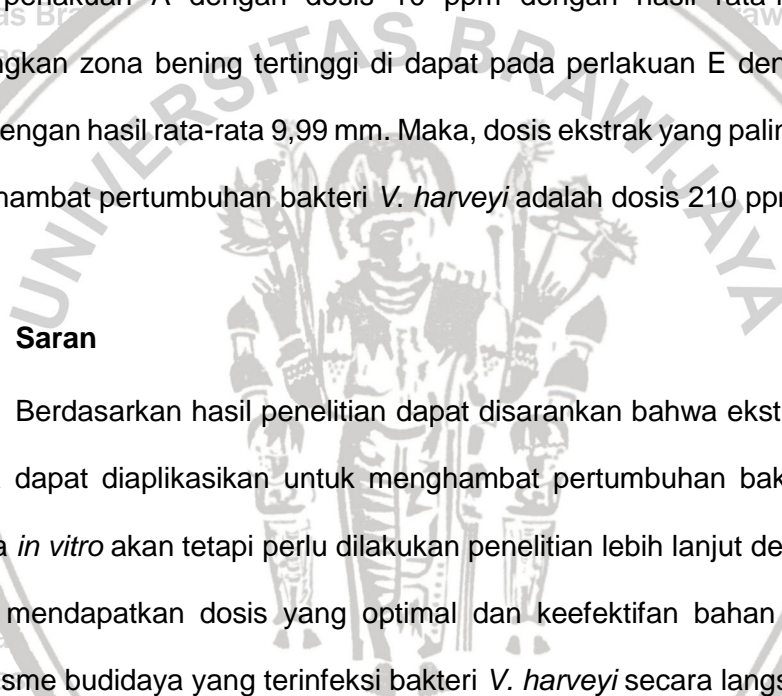 perlakuan A dengan dosis 10 ppm dengan hasil rata
ngkan zona bening tertinggi di dapat pada perlakuan E den
engan hasil rata-rata 9,99 mm. Maka, dosis ekstrak yang palin
hambat pertumbuhan bakteri V. harveyi adalah dosis 210 ppm
UNIVERSITAS BRAWIJAYA
Saran
Berdasarkan hasil penelitian dapat disarankan bahwa ekst
dapat diaplikasikan untuk menghambat pertumbuhan bak
a in vitro akan tetapi perlu dilakukan penelitian lebih lanjut de
mendapatkan dosis yang optimal dan keefektifan bahan
sme budidaya yang terinfeksi bakteri V. harveyi secara langs